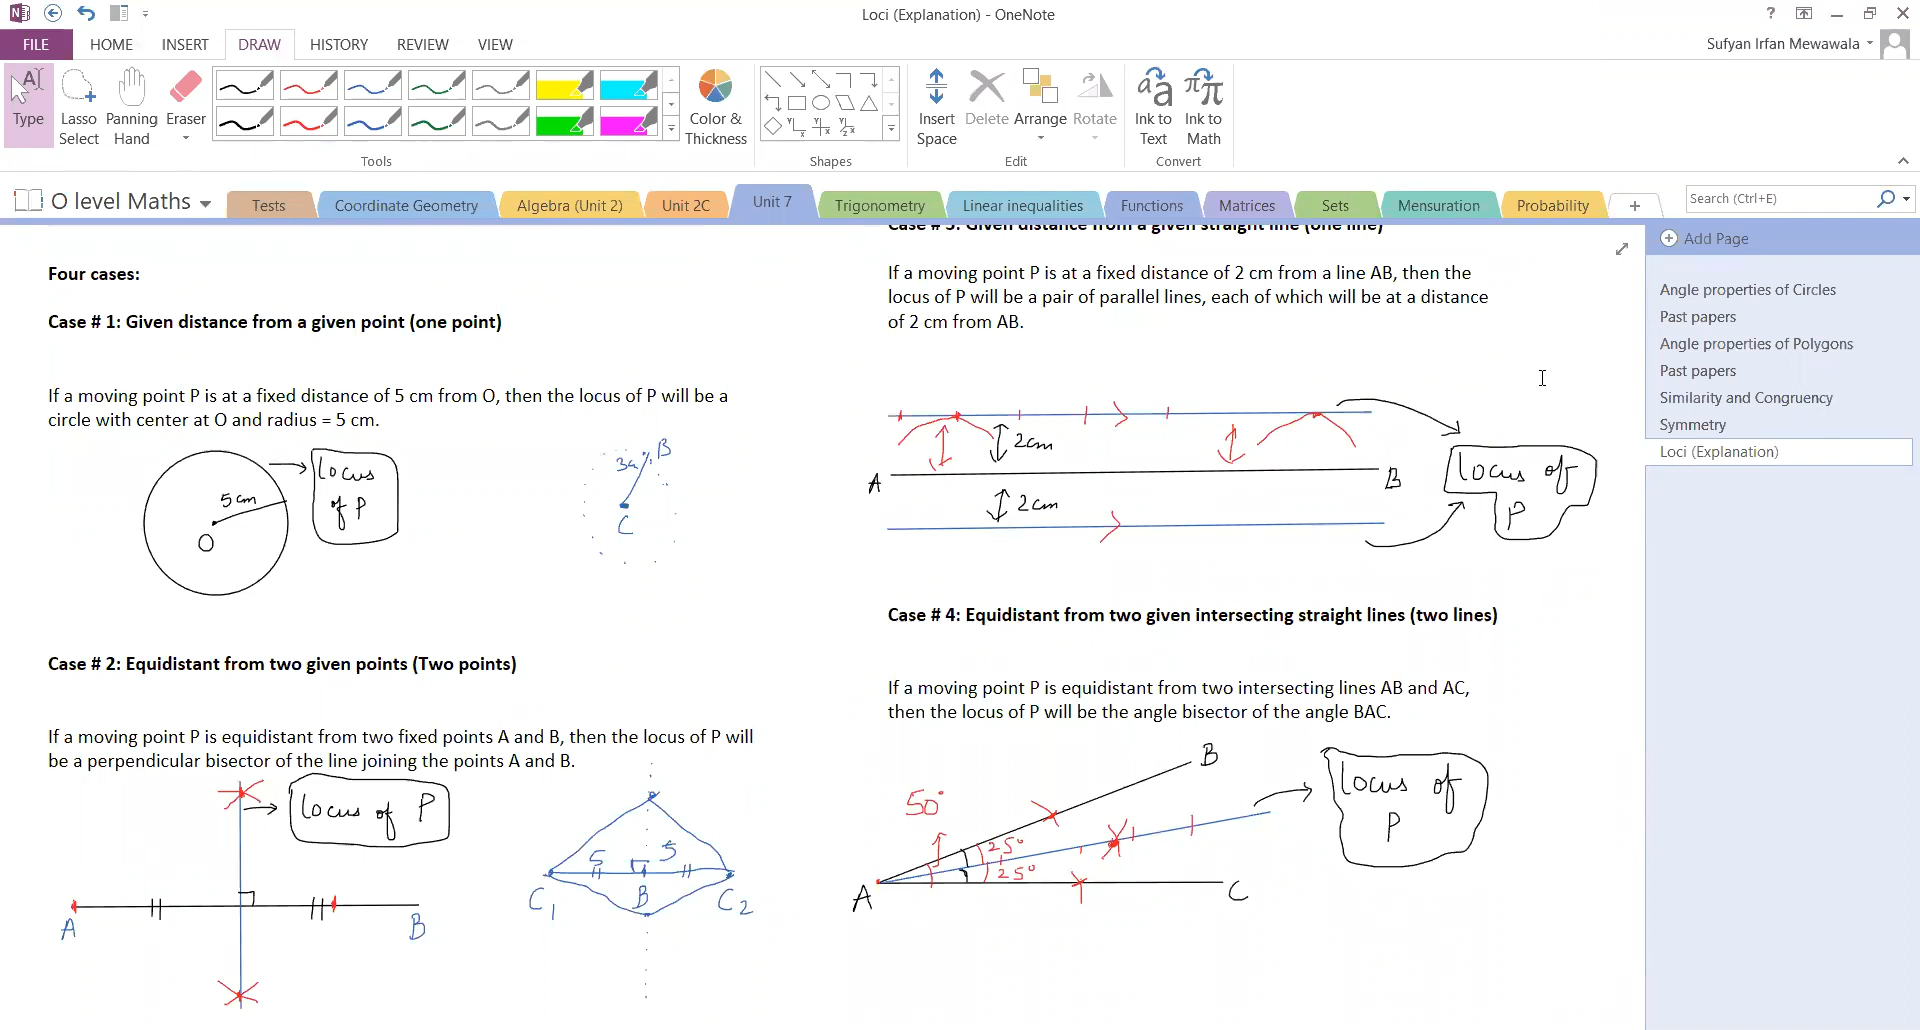 Loci (Explanation) - OneNote
?
FILE HOME INSERT DRAW HISTORY REVIEW VIEW
Sufyan Irfan Mewawala
Type
Lasso Select
Panning Hand
Eraser
Color & Thickness
Insert Space
Delete
Arrange
Rotate
Ink to Text
Ink to Math
Tools
Shapes
Edit
Convert
O level Maths
Tests
Coordinate Geometry
Algebra (Unit 2)
Unit 2C
Unit 7
Trigonometry
Linear inequalities
Functions
Matrices
Sets
Mensuration
Probability
+
Search (Ctrl+E)
Four cases:
Case # 1: Given distance from a given point (one point)
If a moving point P is at a fixed distance of 5 cm from O, then the locus of P will be a
circle with center at O and radius = 5 cm.
5cm
O
Locus
of P
B
C
Case # 2: Equidistant from two given points (Two points)
If a moving point P is equidistant from two fixed points A and B, then the locus of P will
be a perpendicular bisector of the line joining the points A and B.
Locus of P
A
B
5 5
C1 B C2
Case # 3: Given distance from a given straight line (one line)
If a moving point P is at a fixed distance of 2 cm from a line AB, then the
locus of P will be a pair of parallel lines, each of which will be at a distance
of 2 cm from AB.
2cm
A
B
2cm
locus of
P
Case # 4: Equidistant from two given intersecting straight lines (two lines)
If a moving point P is equidistant from two intersecting lines AB and AC,
then the locus of P will be the angle bisector of the angle BAC.
50°
25°
25°
A
B
C
locus of
P
Add Page
Angle properties of Circles
Past papers
Angle properties of Polygons
Past papers
Similarity and Congruency
Symmetry
Loci (Explanation)